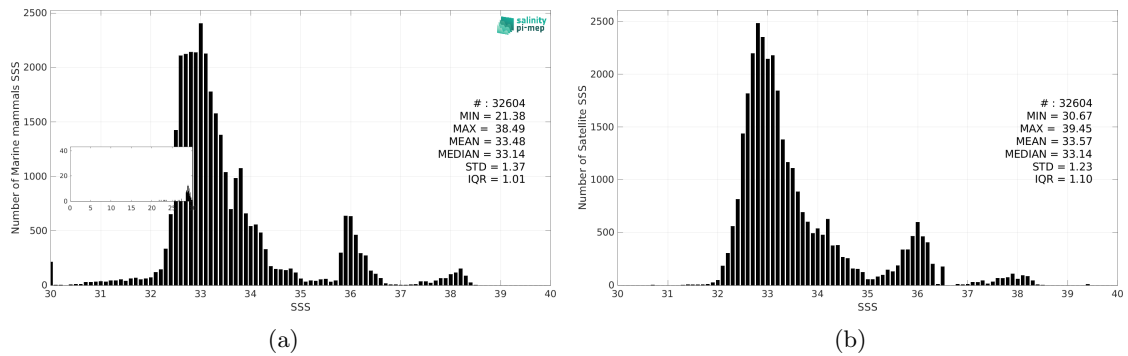 salinity
pi-mep
Number of Marine mammals SSS
2500
2000
1500
1000
500
0
40
20
0
0 5 10 15 20 25 30
# : 32604
MIN = 21.38
MAX = 38.49
MEAN = 33.48
MEDIAN = 33.14
STD = 1.37
IQR = 1.01
30 31 32 33 34 35 36 37 38 39 40
SSS
(a)
Number of Satellite SSS
2500
2000
1500
1000
500
0
# : 32604
MIN = 30.67
MAX = 39.45
MEAN = 33.57
MEDIAN = 33.14
STD = 1.23
IQR = 1.10
30 31 32 33 34 35 36 37 38 39 40
SSS
(b)